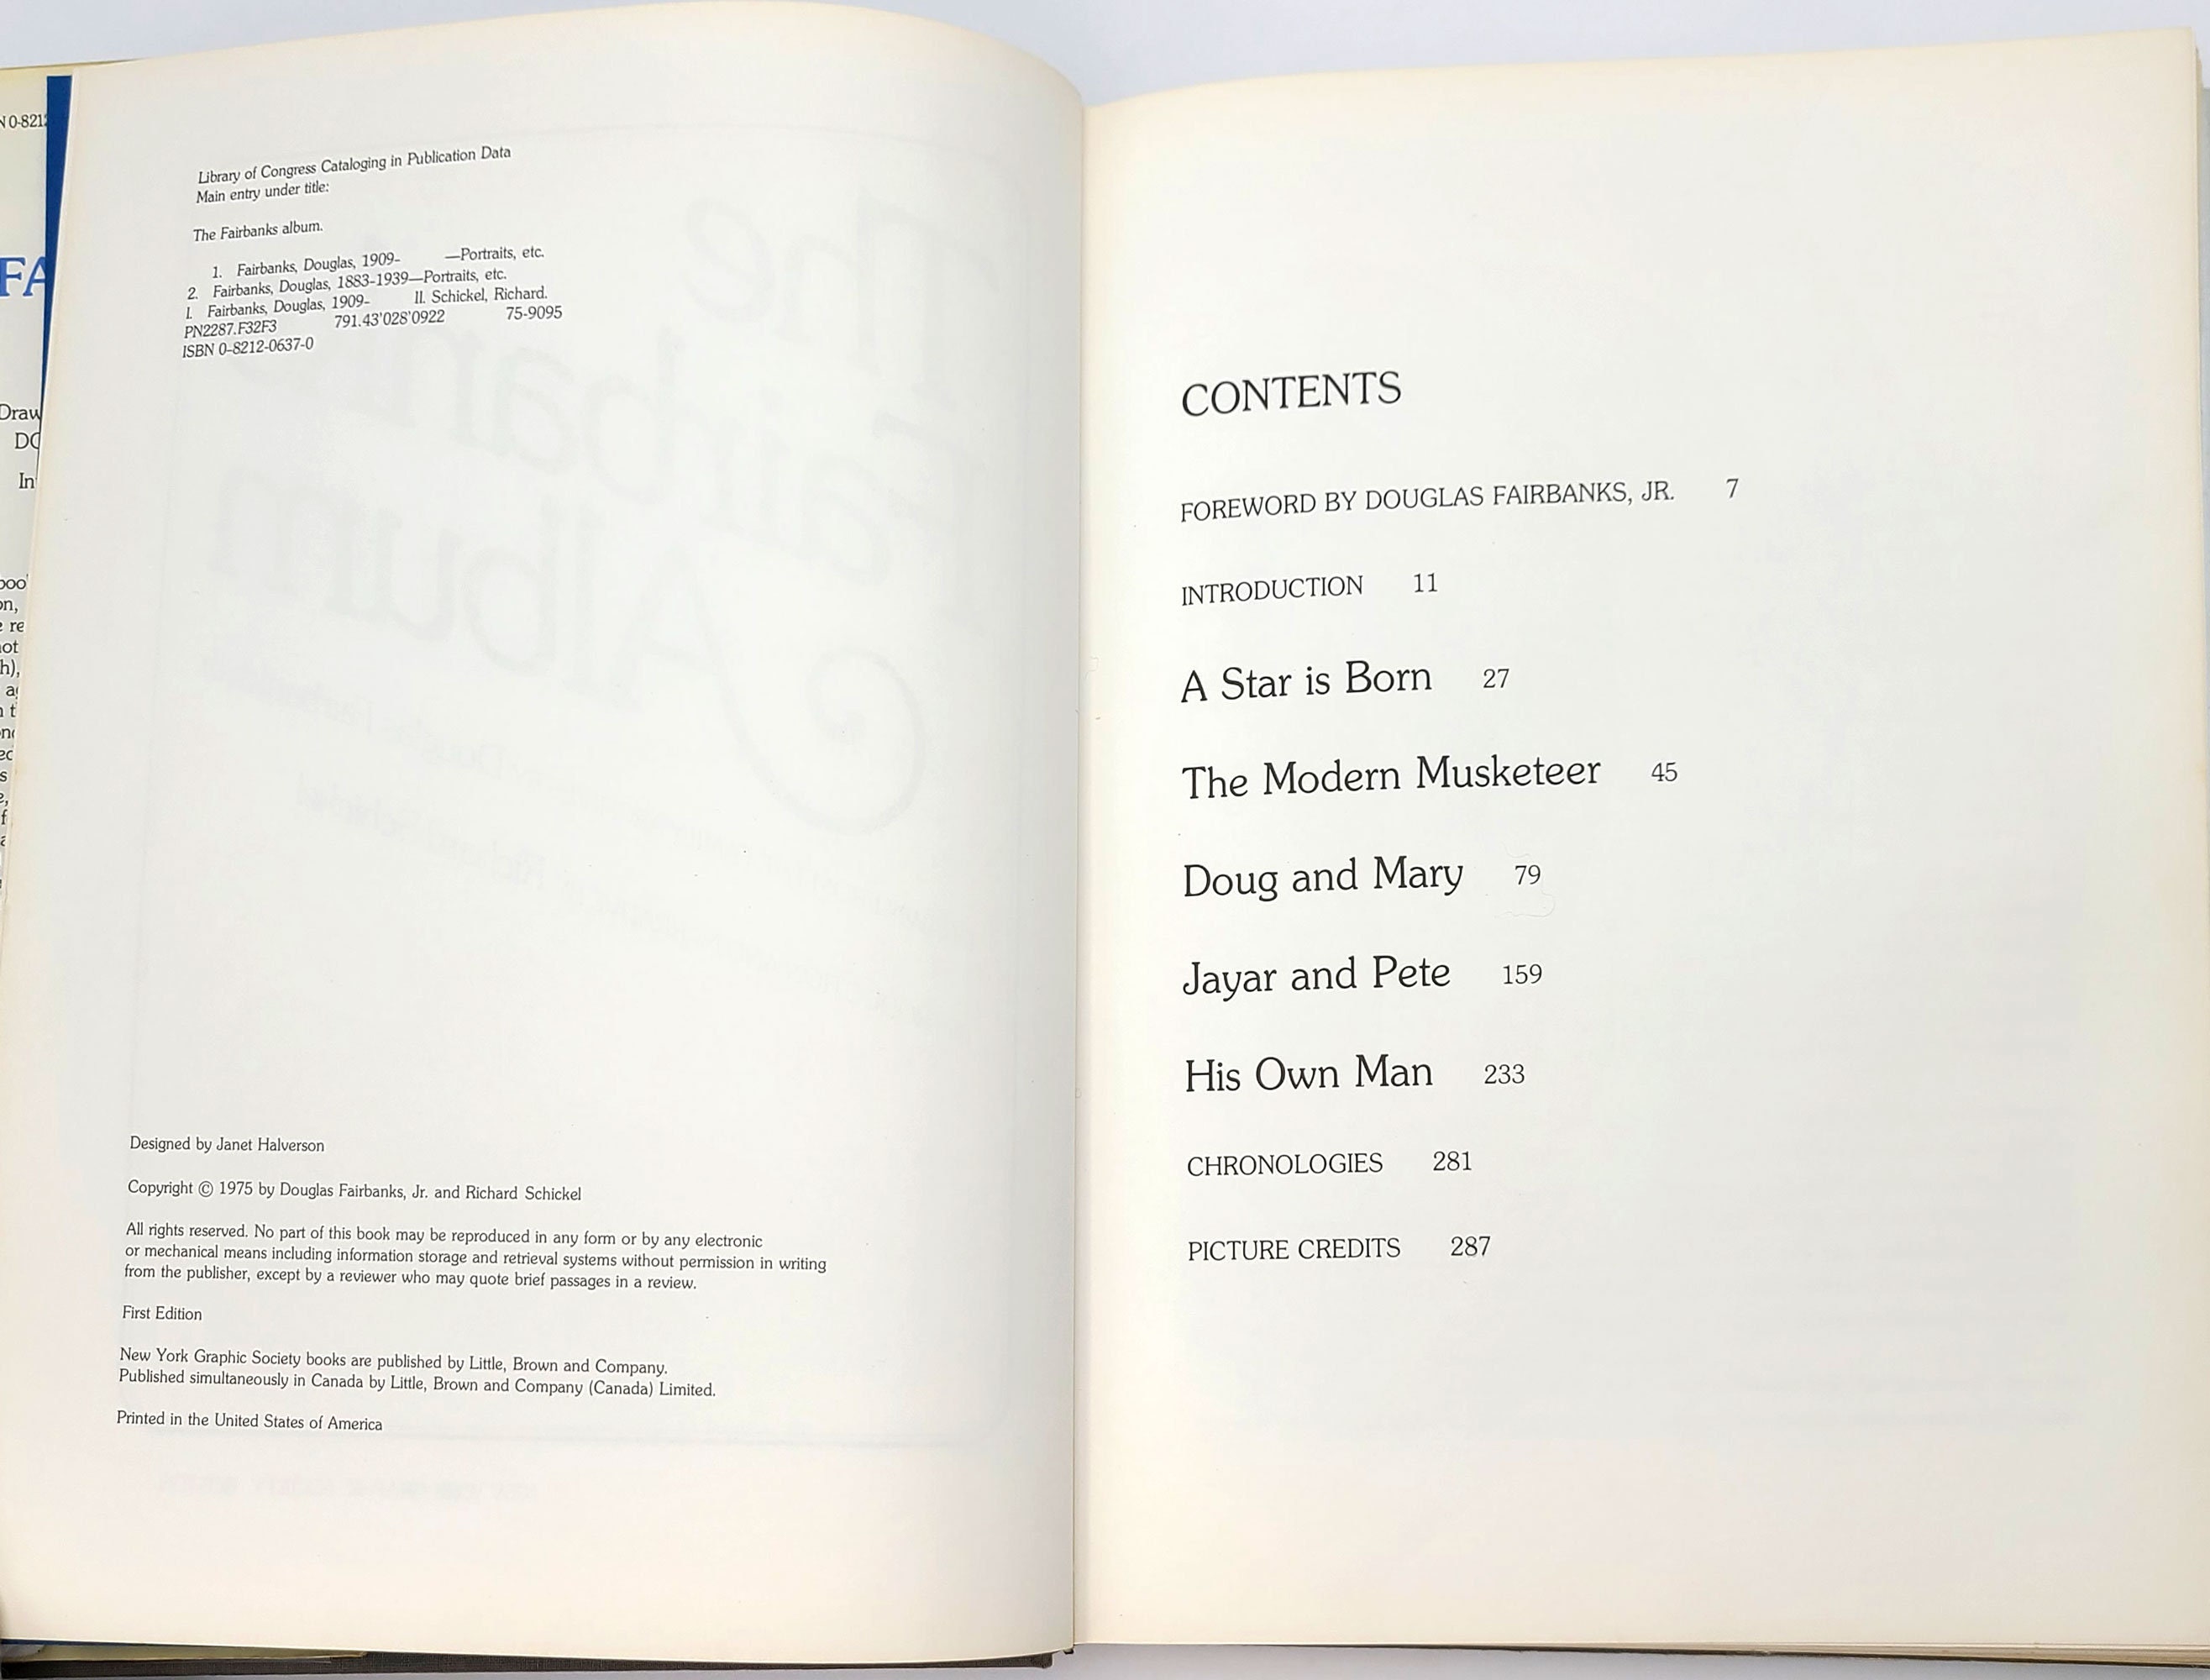 N 0-821
FA
Draw
In
Library of Congress Cataloging in Publication Data
Main entry under title:
The Fairbanks album.
1. Fairbanks, Douglas, 1909- —Portraits, etc.
2. Fairbanks, Douglas, 1883-1939—Portraits, etc.
I. Fairbanks, Douglas, 1909- II. Schickel, Richard.
PN2287.F32F3 791.43'028'0922 75-9095
ISBN 0-8212-0637-0
Designed by Janet Halverson
Copyright © 1975 by Douglas Fairbanks, Jr. and Richard Schickel
All rights reserved. No part of this book may be reproduced in any form or by any electronic
or mechanical means including information storage and retrieval systems without permission in writing
from the publisher, except by a reviewer who may quote brief passages in a review.
First Edition
New York Graphic Society books are published by Little, Brown and Company.
Published simultaneously in Canada by Little, Brown and Company (Canada) Limited.
Printed in the United States of America
CONTENTS
FOREWORD BY DOUGLAS FAIRBANKS, JR. 7
INTRODUCTION 11
A Star is Born 27
The Modern Musketeer 45
Doug and Mary 79
Jayar and Pete 159
His Own Man 233
CHRONOLOGIES 281
PICTURE CREDITS 287